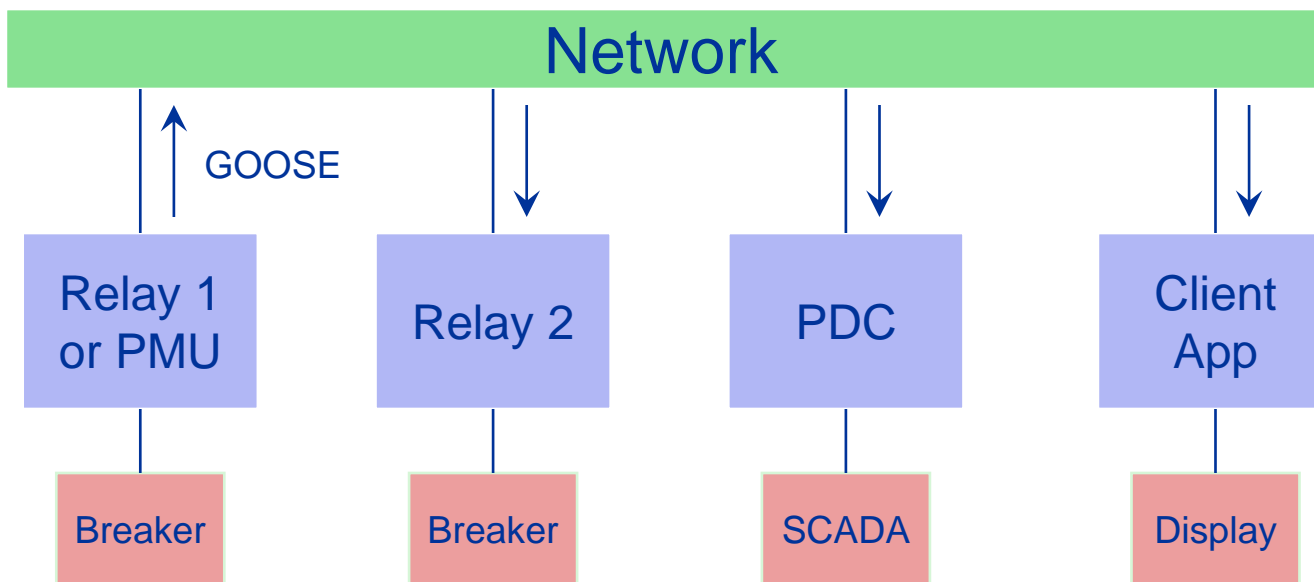 Network
GOOSE
Relay 1
or PMU
Relay 2
PDC
Client
App
Breaker
Breaker
SCADA
Display